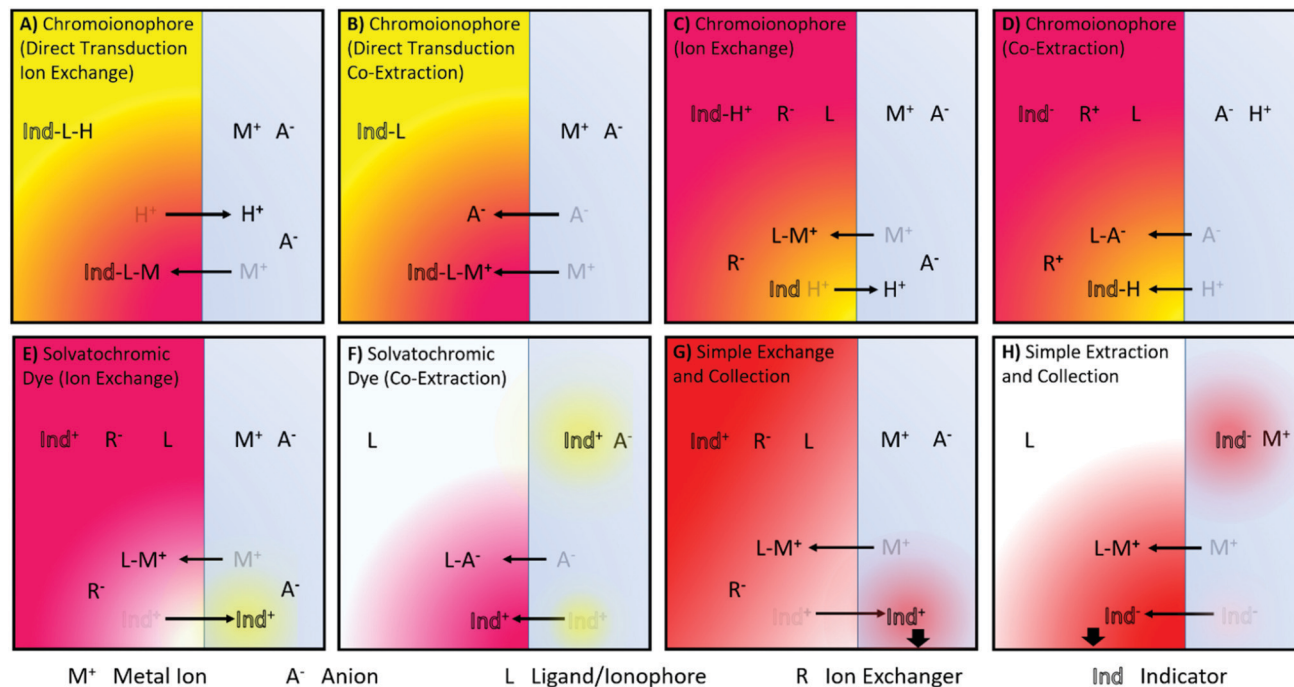 A) Chromoionophore
(Direct Transduction
Ion Exchange)
Ind-L-H
M⁺ A⁻
H⁺ H⁺
A⁻
Ind-L-M M⁺
B) Chromoionophore
(Direct Transduction
Co-Extraction)
Ind-L
M⁺ A⁻
A⁻ A⁻
Ind-L-M⁺ M⁺
C) Chromoionophore
(Ion Exchange)
Ind-H⁺ R⁻ L M⁺ A⁻
L-M⁺ M⁺
R⁻ A⁻
Ind H⁺ H⁺
D) Chromoionophore
(Co-Extraction)
Ind⁻ R⁺ L A⁻ H⁺
L-A⁻ A⁻
R⁺
Ind-H H⁺
E) Solvatochromic
Dye (Ion Exchange)
Ind⁺ R⁻ L M⁺ A⁻
L-M⁺ M⁺
R⁻ A⁻
Ind⁺ Ind⁺
F) Solvatochromic
Dye (Co-Extraction)
L Ind⁺ A⁻
L-A⁻ A⁻
Ind⁺ Ind⁺
G) Simple Exchange
and Collection
Ind⁺ R⁻ L M⁺ A⁻
L-M⁺ M⁺
R⁻
Ind⁺ Ind⁺
H) Simple Extraction
and Collection
L Ind⁻ M⁺
L-M⁺ M⁺
Ind⁻ Ind⁻
M⁺ Metal Ion A⁻ Anion L Ligand/Ionophore R Ion Exchanger Ind Indicator